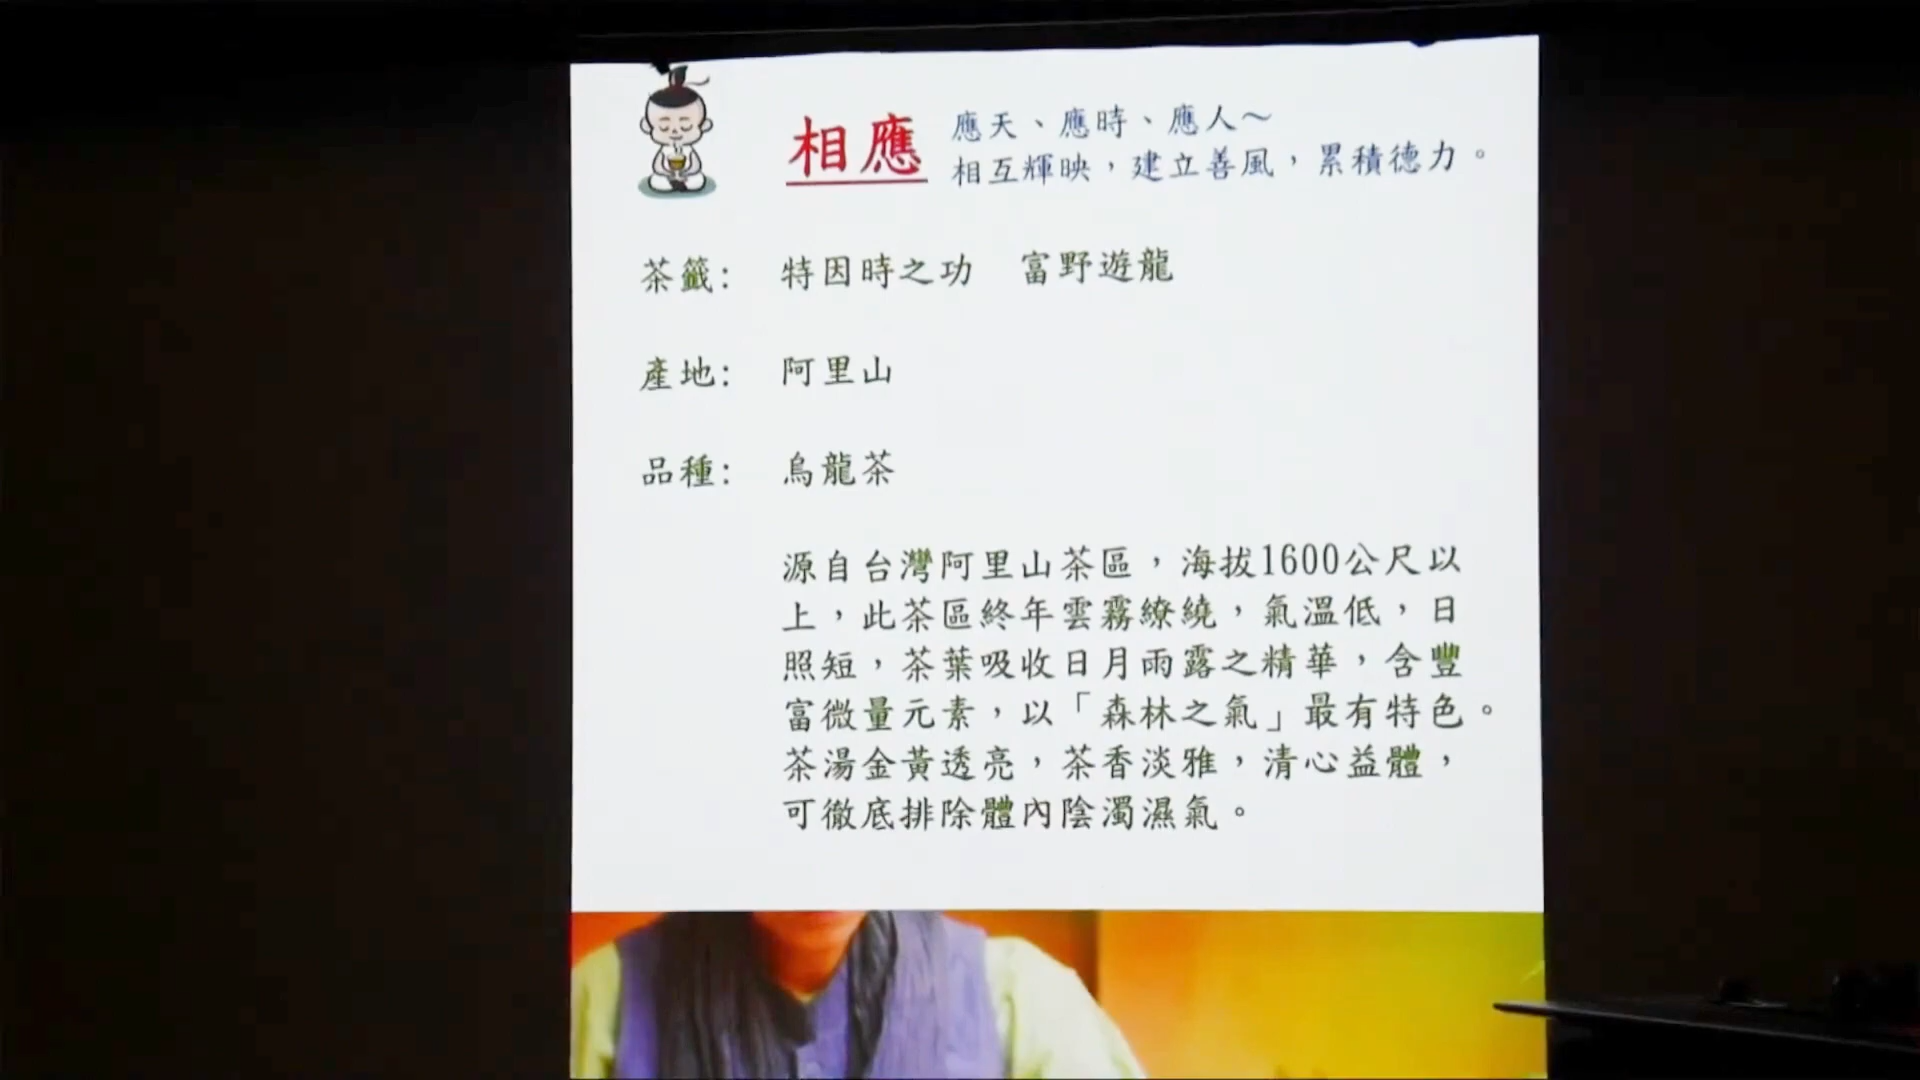 相應
應天、應時、應人～
相互輝映，建立善風，累積德力。
茶籤： 特因時之功 富野遊龍
產地： 阿里山
品種： 烏龍茶
源自台灣阿里山茶區，海拔1600公尺以
上，此茶區終年雲霧繚繞，氣溫低，日
照短，茶葉吸收日月雨露之精華，含豐
富微量元素，以「森林之氣」最有特色。
茶湯金黃透亮，茶香淡雅，清心益體，
可徹底排除體內陰濁濕氣。